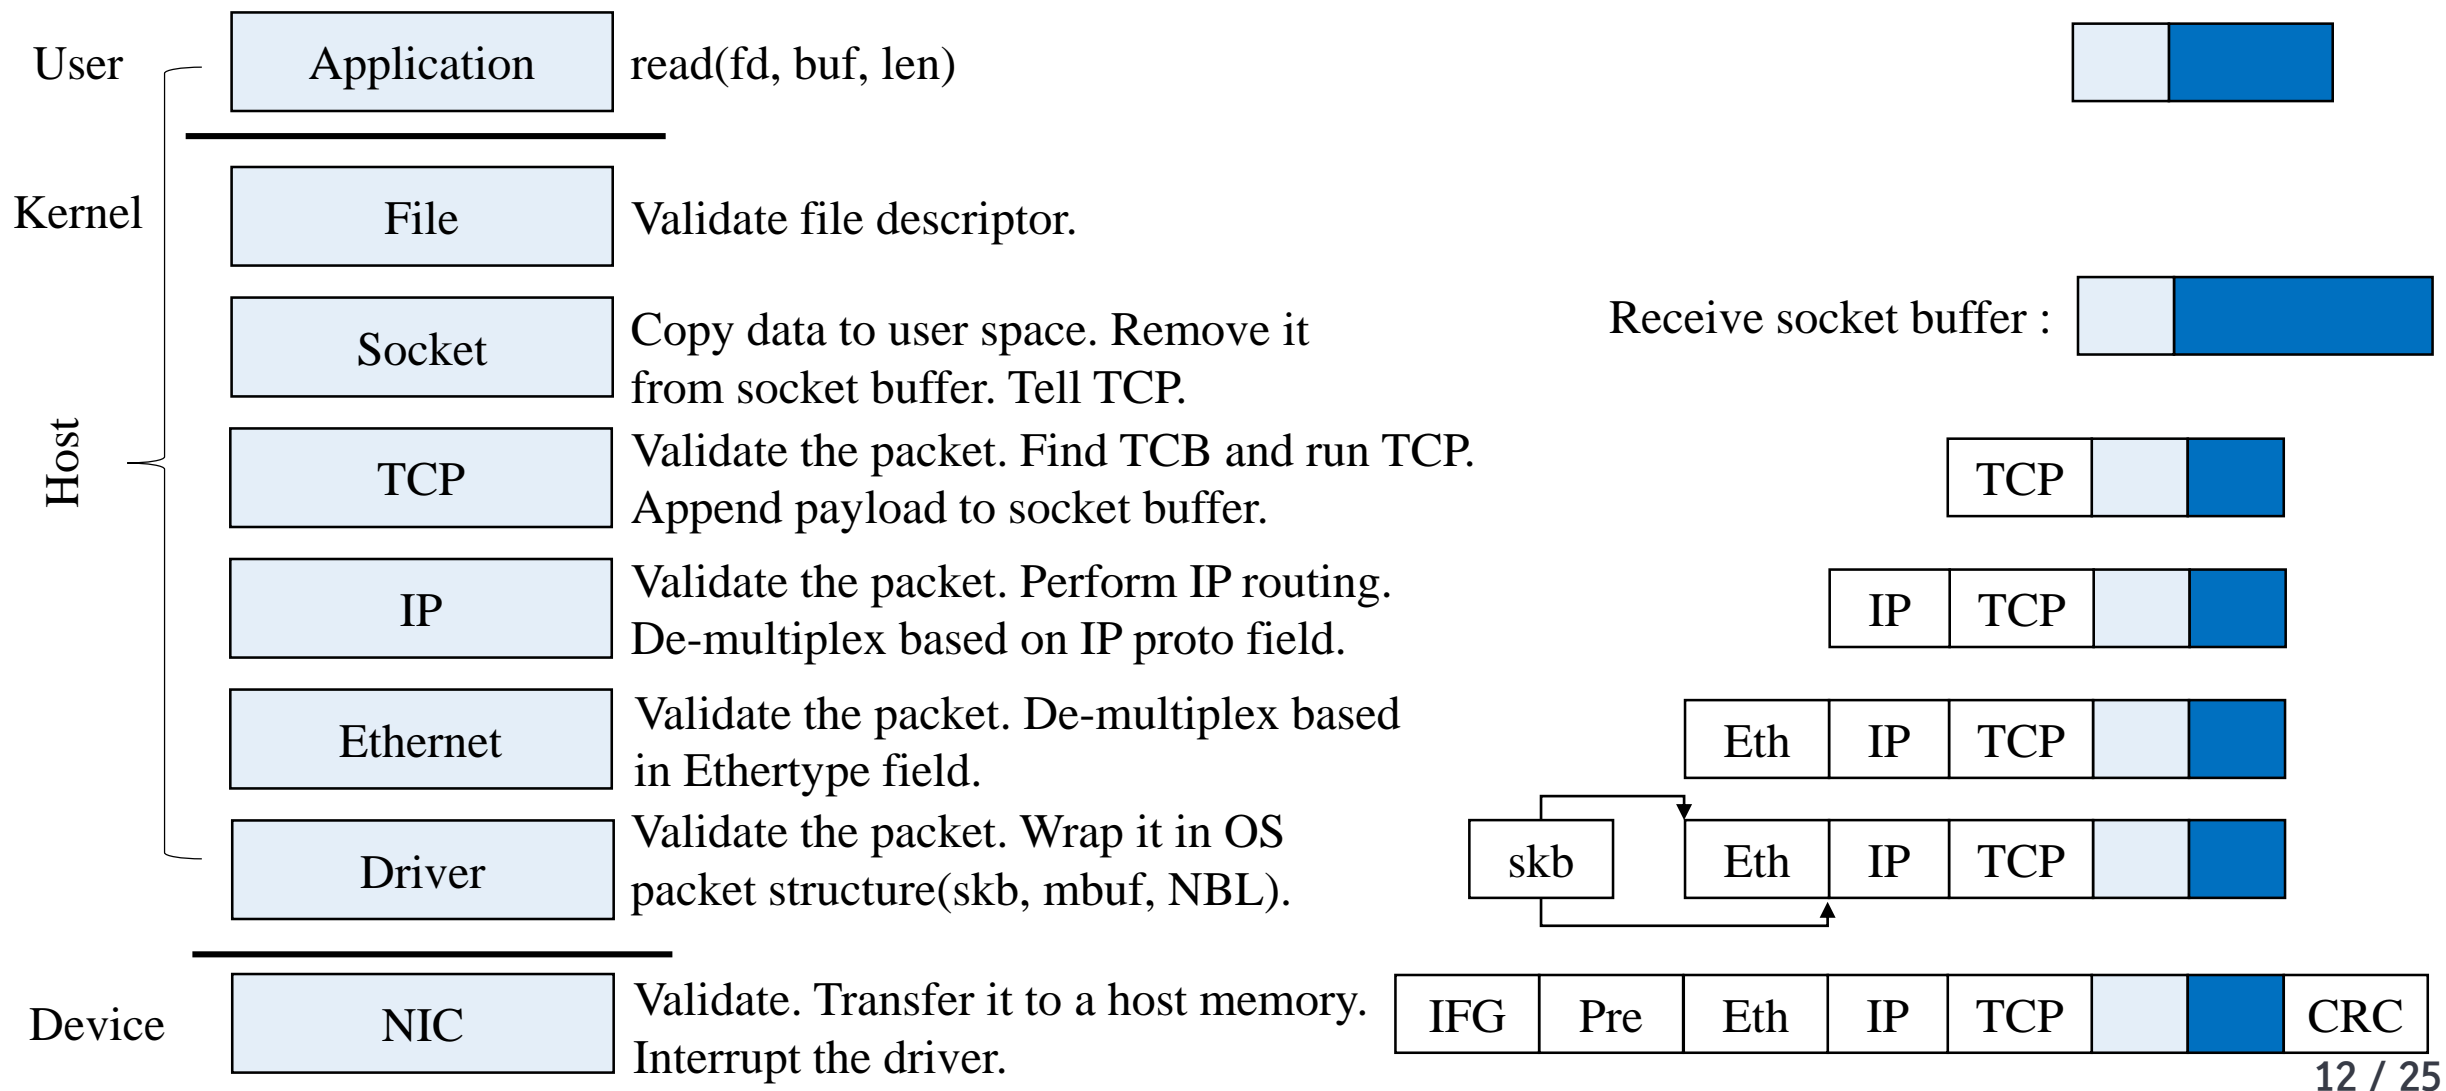 User
Application
read(fd, buf, len)
Kernel
File
Validate file descriptor.
Host
Socket
Copy data to user space. Remove it
from socket buffer. Tell TCP.
Receive socket buffer :
TCP
Validate the packet. Find TCB and run TCP.
Append payload to socket buffer.
TCP
IP
Validate the packet. Perform IP routing.
De-multiplex based on IP proto field.
IP TCP
Ethernet
Validate the packet. De-multiplex based
in Ethertype field.
Eth IP TCP
Driver
Validate the packet. Wrap it in OS
packet structure(skb, mbuf, NBL).
skb Eth IP TCP
Device
NIC
Validate. Transfer it to a host memory.
Interrupt the driver.
IFG Pre Eth IP TCP CRC
12 / 25